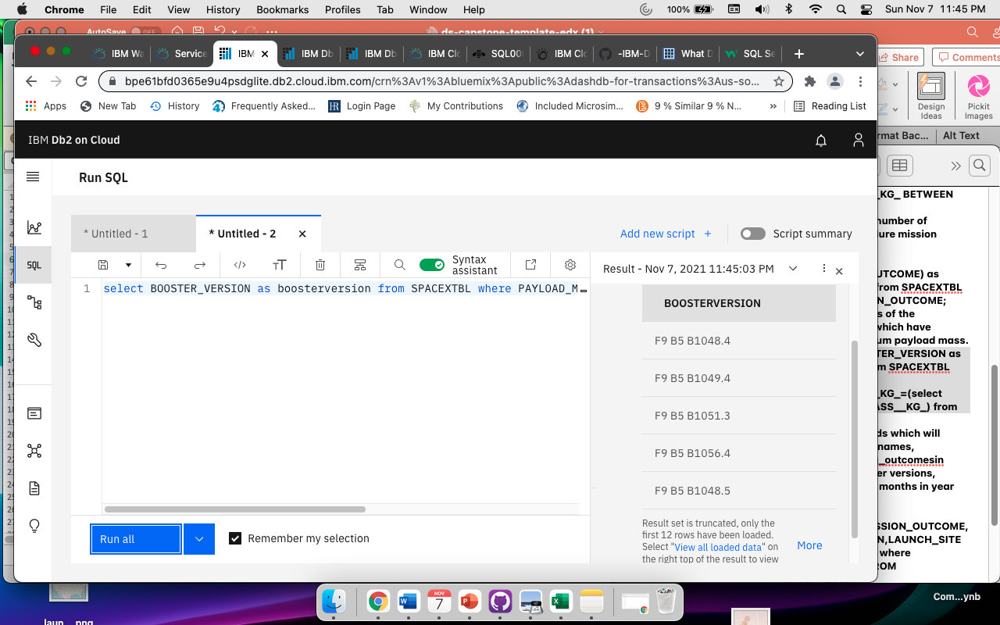 Chrome File Edit View History Bookmarks Profiles Tab Window Help 100% Sun Nov 7 11:45 PM
AutoSave OFF ds-capstone-template-edx (1)
IBM Wa Service IBM IBM Db IBM Db IBM Clo SQL00 IBM Clo -IBM-D What D SQL Se
Share Comments
bpe61bfd0365e9u4psdglite.db2.cloud.ibm.com/crn%3Av1%3Abluemix%3Apublic%3Adashdb-for-transactions%3Aus-so...
Apps New Tab History Frequently Asked... Login Page My Contributions Included Microsim... 9 % Similar 9 % N... » Reading List
Design
Ideas
Pickit
Images
IBM Db2 on Cloud
rmat Bac... Alt Text
Run SQL
* Untitled - 1
* Untitled - 2
Add new script +
Script summary
SQL
Syntax
assistant
Result - Nov 7, 2021 11:45:03 PM
1 select BOOSTER_VERSION as boosterversion from SPACEXTBL where PAYLOAD_M
BOOSTERVERSION
F9 B5 B1048.4
F9 B5 B1049.4
F9 B5 B1051.3
F9 B5 B1056.4
F9 B5 B1048.5
Result set is truncated, only the
first 12 rows have been loaded.
Select "View all loaded data" on
the right top of the result to view
More
Run all
Remember my selection
_KG_ BETWEEN
number of
ure mission
UTCOME) as
from SPACEXTBL
N_OUTCOME;
s of the
which have
um payload mass.
TER_VERSION as
m SPACEXTBL
_KG_=(select
ASS__KG_) from
ds which will
names,
_outcomesin
er versions,
months in year
SSION_OUTCOME,
N,LAUNCH_SITE
where
ROM
NOV
7
Com...ynb
laun....png